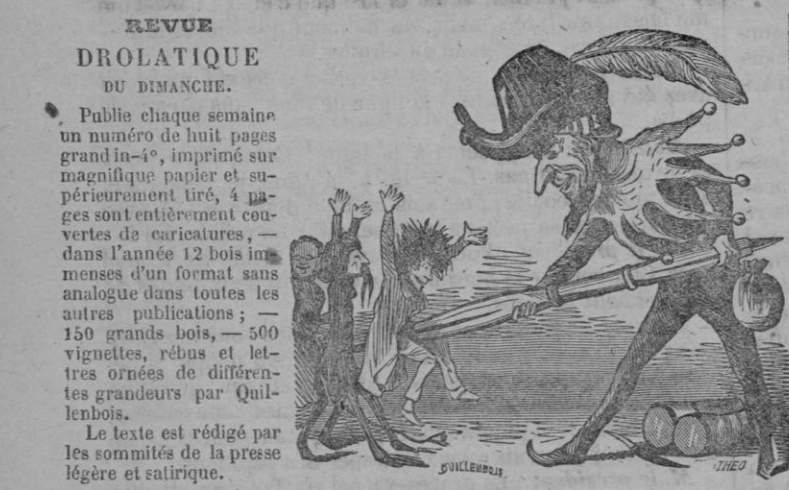 REVUE
DROLATIQUE
DU DIMANCHE.
Publie chaque semaine
un numéro de huit pages
grand in-4°, imprimé sur
magnifique papier et su-
périeurement tiré, 4 pa-
ges sont entièrement cou-
vertes de caricatures, —
dans l'année 12 bois im-
menses d'un format sans
analogue dans toutes les
autres publications ; —
150 grands bois, — 500
vignettes, rébus et let-
tres ornées de différen-
tes grandeurs par Quil-
lenbois.
Le texte est rédigé par
les sommités de la presse
légère et satirique.
QUILLENBOIS
THEO